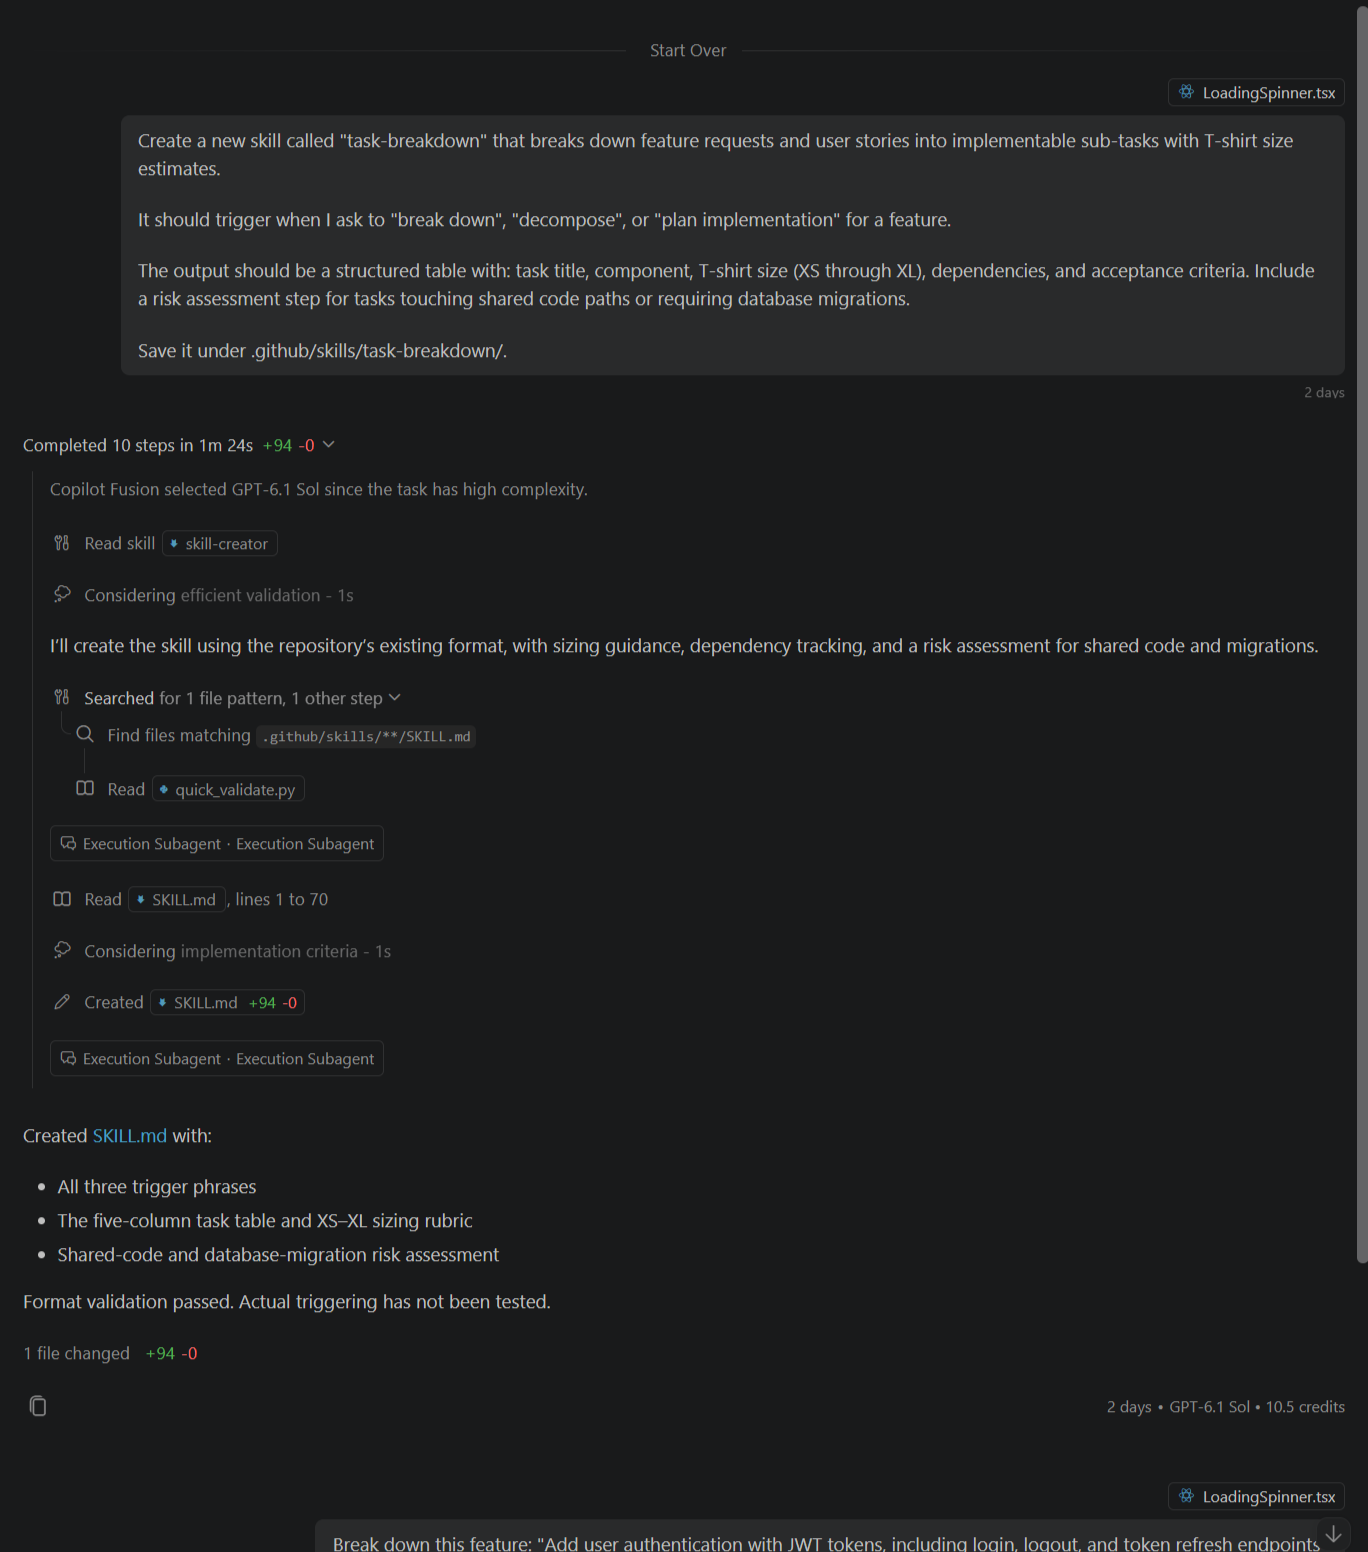 Start Over
LoadingSpinner.tsx
Create a new skill called "task-breakdown" that breaks down feature requests and user stories into implementable sub-tasks with T-shirt size
estimates.
It should trigger when I ask to "break down", "decompose", or "plan implementation" for a feature.
The output should be a structured table with: task title, component, T-shirt size (XS through XL), dependencies, and acceptance criteria. Include
a risk assessment step for tasks touching shared code paths or requiring database migrations.
Save it under .github/skills/task-breakdown/.
2 days
Completed 10 steps in 1m 24s +94 -0
Copilot Fusion selected GPT-6.1 Sol since the task has high complexity.
Read skill skill-creator
Considering efficient validation - 1s
I'll create the skill using the repository's existing format, with sizing guidance, dependency tracking, and a risk assessment for shared code and migrations.
Searched for 1 file pattern, 1 other step
Find files matching .github/skills/**/SKILL.md
Read quick_validate.py
Execution Subagent · Execution Subagent
Read SKILL.md, lines 1 to 70
Considering implementation criteria - 1s
Created SKILL.md +94 -0
Execution Subagent · Execution Subagent
Created SKILL.md with:
• All three trigger phrases
• The five-column task table and XS–XL sizing rubric
• Shared-code and database-migration risk assessment
Format validation passed. Actual triggering has not been tested.
1 file changed +94 -0
2 days • GPT-6.1 Sol • 10.5 credits
LoadingSpinner.tsx
Break down this feature: "Add user authentication with JWT tokens, including login, logout, and token refresh endpoints